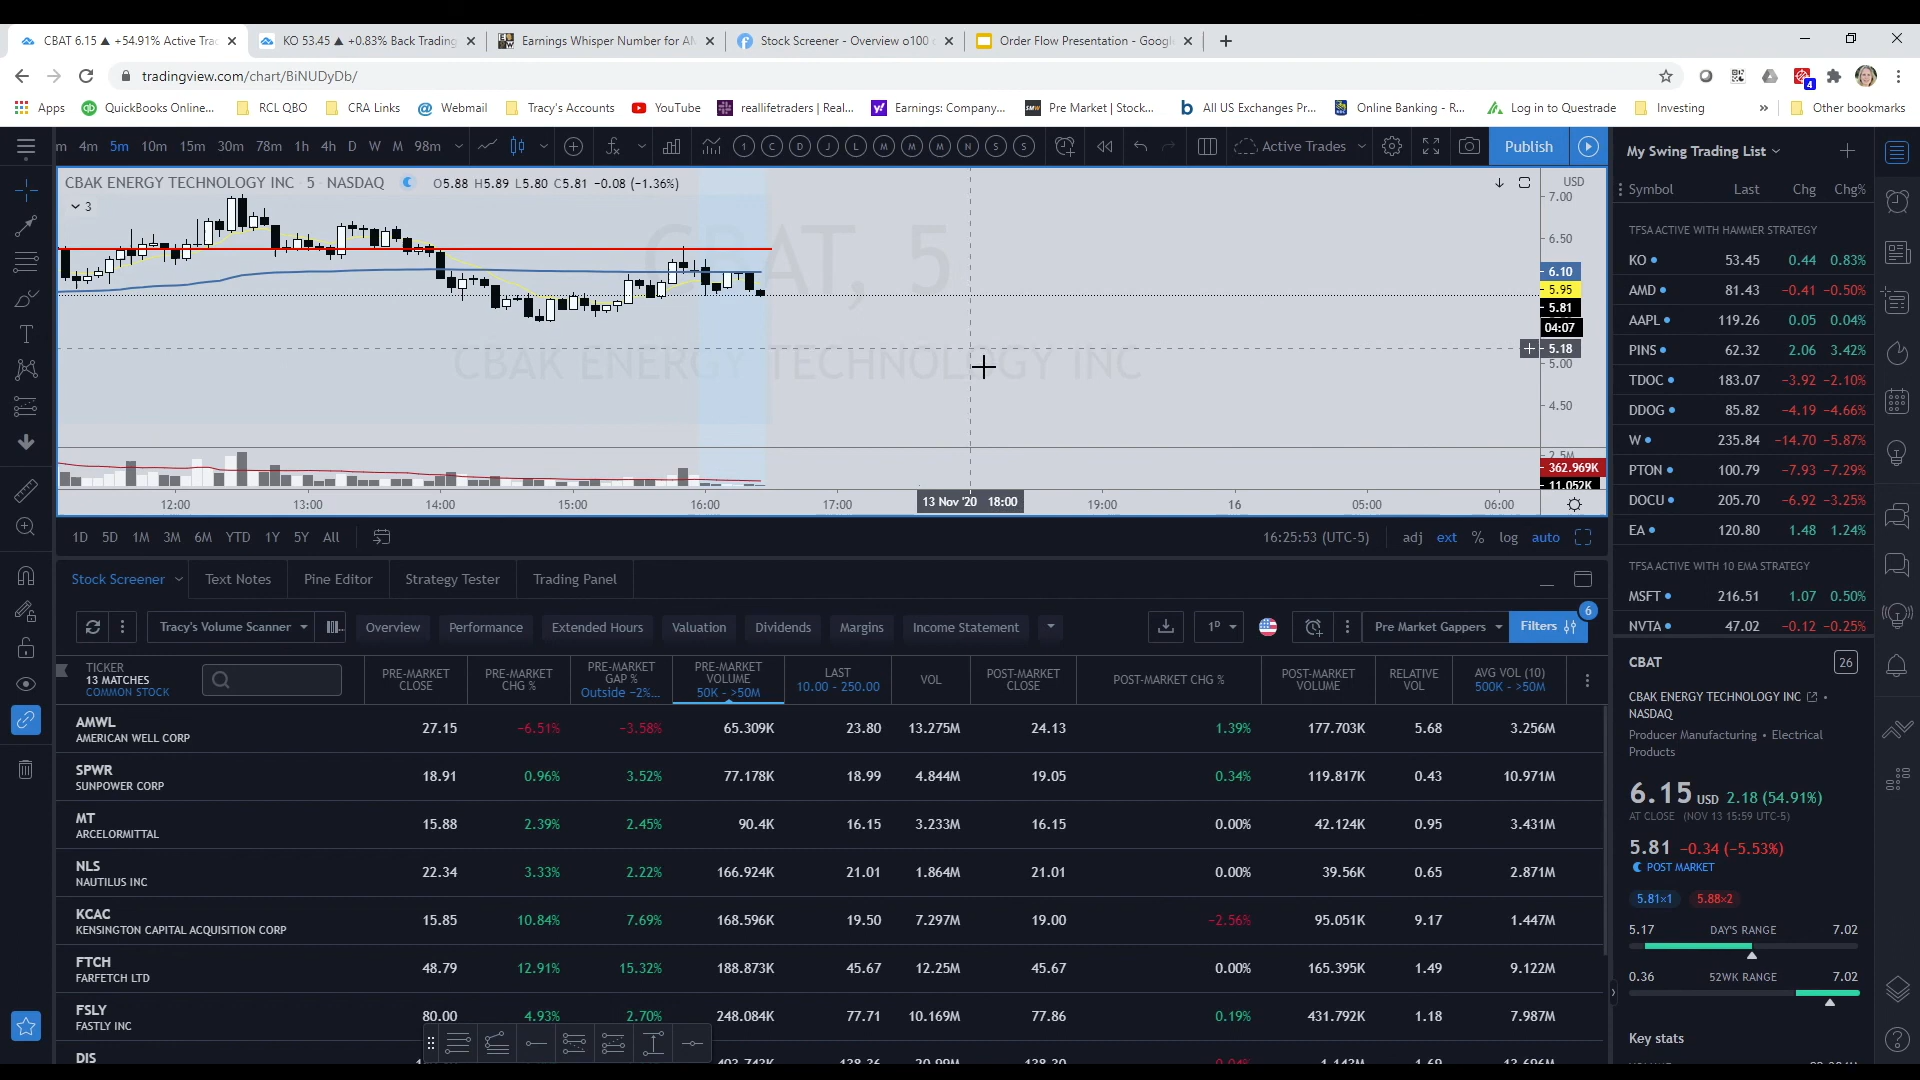 CBAT 6.15 ▲ +54.91% Active Tra
KO 53.45 ▲ +0.83% Back Trading
Earnings Whisper Number for AM
Stock Screener - Overview o100
Order Flow Presentation - Google
tradingview.com/chart/BiNUDyDb/
4
Apps
QuickBooks Online...
RCL QBO
CRA Links
Webmail
Tracy's Accounts
YouTube
reallifetraders | Real...
Earnings: Company...
Pre Market | Stock...
All US Exchanges Pr...
Online Banking - R...
Log in to Questrade
Investing
Other bookmarks
m 4m 5m 10m 15m 30m 78m 1h 4h D W M 98m
1 C D J L M M M N S S
Active Trades
Publish
My Swing Trading List
CBAK ENERGY TECHNOLOGY INC · 5 · NASDAQ
O5.88 H5.89 L5.80 C5.81 −0.08 (−1.36%)
3
CBAT, 5
CBAK ENERGY TECHNOLOGY INC
USD
7.00
6.50
6.10
5.95
5.81
04:07
5.18
5.00
4.50
2.5M
362.969K
11.052K
12:00 13:00 14:00 15:00 16:00 17:00 13 Nov '20 18:00 19:00 16 05:00 06:00
1D 5D 1M 3M 6M YTD 1Y 5Y All
16:25:53 (UTC-5)
adj ext % log auto
Stock Screener
Text Notes
Pine Editor
Strategy Tester
Trading Panel
Tracy's Volume Scanner
Overview
Performance
Extended Hours
Valuation
Dividends
Margins
Income Statement
1D
Pre Market Gappers
Filters
6
TICKER
13 MATCHES
COMMON STOCK
PRE-MARKET CLOSE
PRE-MARKET CHG %
PRE-MARKET GAP %
Outside −2%...
PRE-MARKET VOLUME
50K - >50M
LAST
10.00 - 250.00
VOL
POST-MARKET CLOSE
POST-MARKET CHG %
POST-MARKET VOLUME
RELATIVE VOL
AVG VOL (10)
500K - >50M
AMWL 27.15 −6.51% −3.58% 65.309K 23.80 13.275M 24.13 1.39% 177.703K 5.68 3.256M
AMERICAN WELL CORP
SPWR 18.91 0.96% 3.52% 77.178K 18.99 4.844M 19.05 0.34% 119.817K 0.43 10.971M
SUNPOWER CORP
MT 15.88 2.39% 2.45% 90.4K 16.15 3.233M 16.15 0.00% 42.124K 0.95 3.431M
ARCELORMITTAL
NLS 22.34 3.33% 2.22% 166.924K 21.01 1.864M 21.01 0.00% 39.56K 0.65 2.871M
NAUTILUS INC
KCAC 15.85 10.84% 7.69% 168.596K 19.50 7.297M 19.00 −2.56% 95.051K 9.17 1.447M
KENSINGTON CAPITAL ACQUISITION CORP
FTCH 48.79 12.91% 15.32% 188.873K 45.67 12.25M 45.67 0.00% 165.395K 1.49 9.122M
FARFETCH LTD
FSLY 80.00 4.93% 2.70% 248.084K 77.71 10.169M 77.86 0.19% 431.792K 1.18 7.987M
FASTLY INC
DIS
Symbol Last Chg Chg%
TFSA ACTIVE WITH HAMMER STRATEGY
KO 53.45 0.44 0.83%
AMD 81.43 −0.41 −0.50%
AAPL 119.26 0.05 0.04%
PINS 62.32 2.06 3.42%
TDOC 183.07 −3.92 −2.10%
DDOG 85.82 −4.19 −4.66%
W 235.84 −14.70 −5.87%
PTON 100.79 −7.93 −7.29%
DOCU 205.70 −6.92 −3.25%
EA 120.80 1.48 1.24%
TFSA ACTIVE WITH 10 EMA STRATEGY
MSFT 216.51 1.07 0.50%
NVTA 47.02 −0.12 −0.25%
CBAT
26
CBAK ENERGY TECHNOLOGY INC •
NASDAQ
Producer Manufacturing • Electrical
Products
6.15 USD 2.18 (54.91%)
AT CLOSE (NOV 13 15:59 UTC-5)
5.81 −0.34 (−5.53%)
POST MARKET
5.81×1 5.88×2
5.17 DAY'S RANGE 7.02
0.36 52WK RANGE 7.02
Key stats